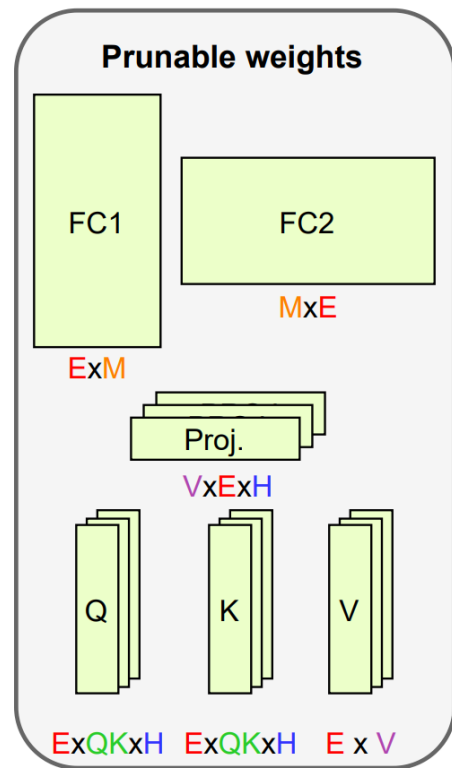 Prunable weights
FC1
FC2
MxE
ExM
Proj.
VxExH
Q
K
V
ExQKxH
ExQKxH
E x V